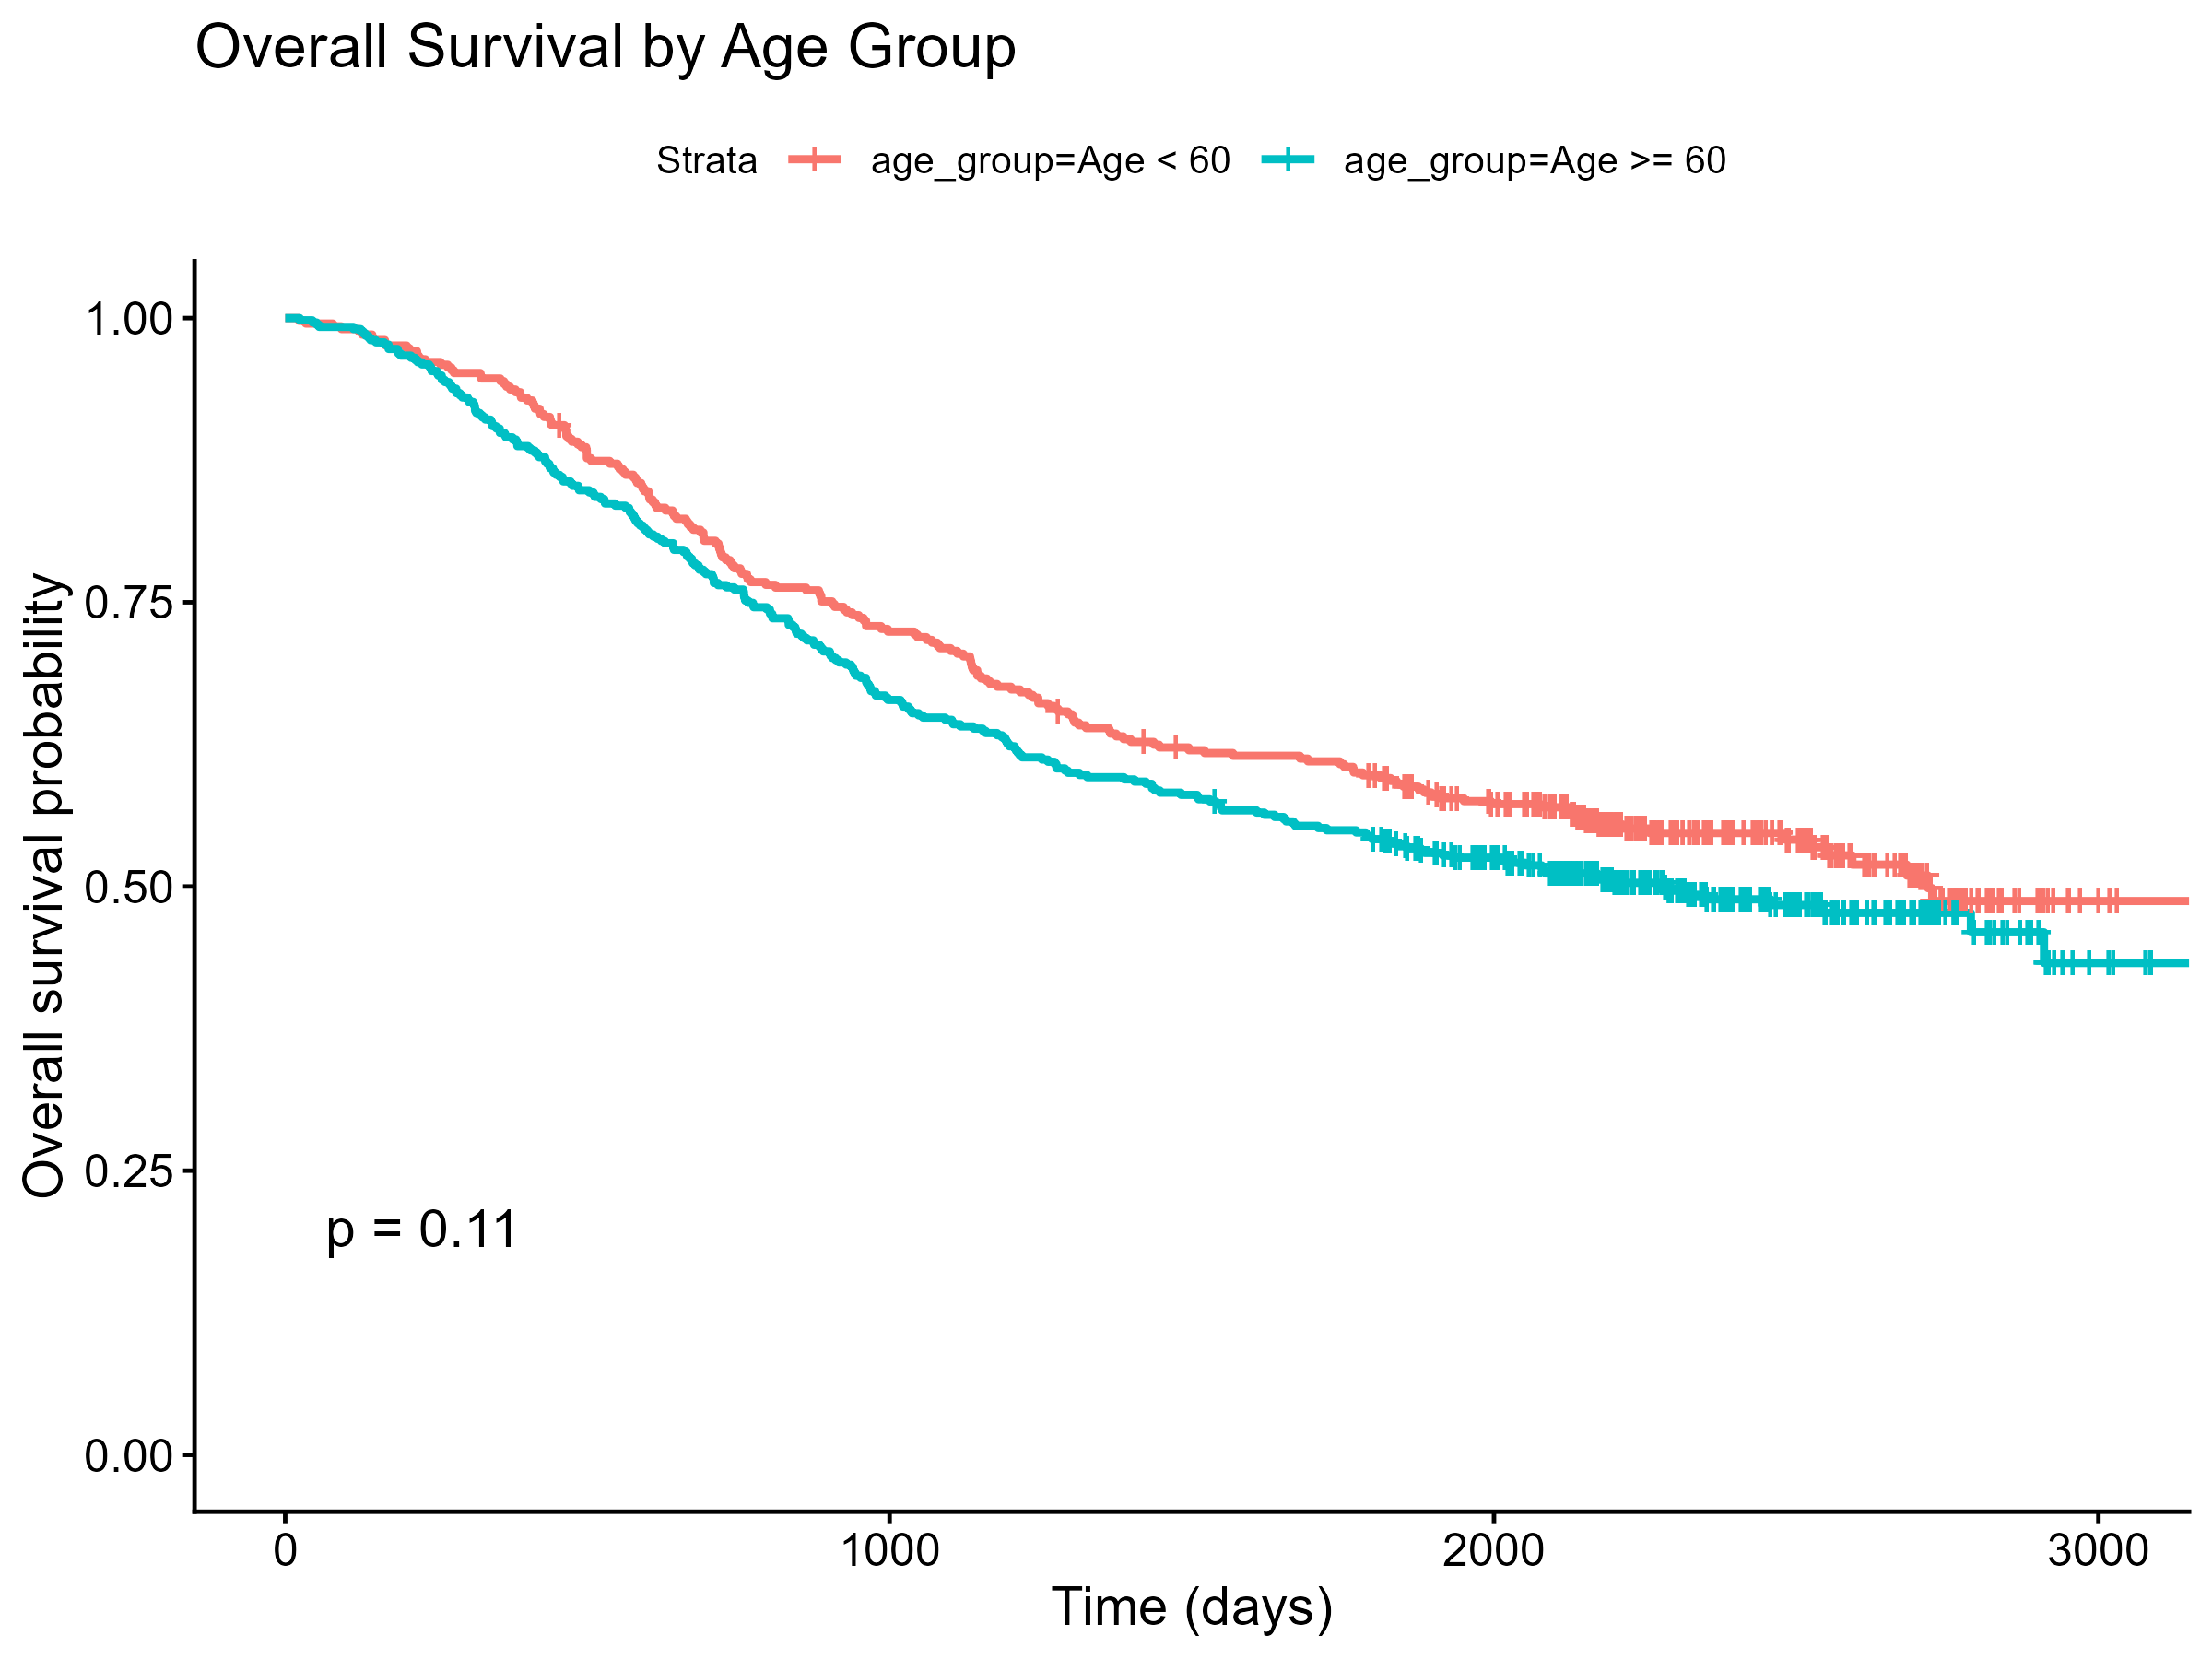 Overall Survival by Age Group
Strata age_group=Age < 60 age_group=Age >= 60
Overall survival probability
1.00
0.75
0.50
0.25
0.00
p = 0.11
0 1000 2000 3000
Time (days)